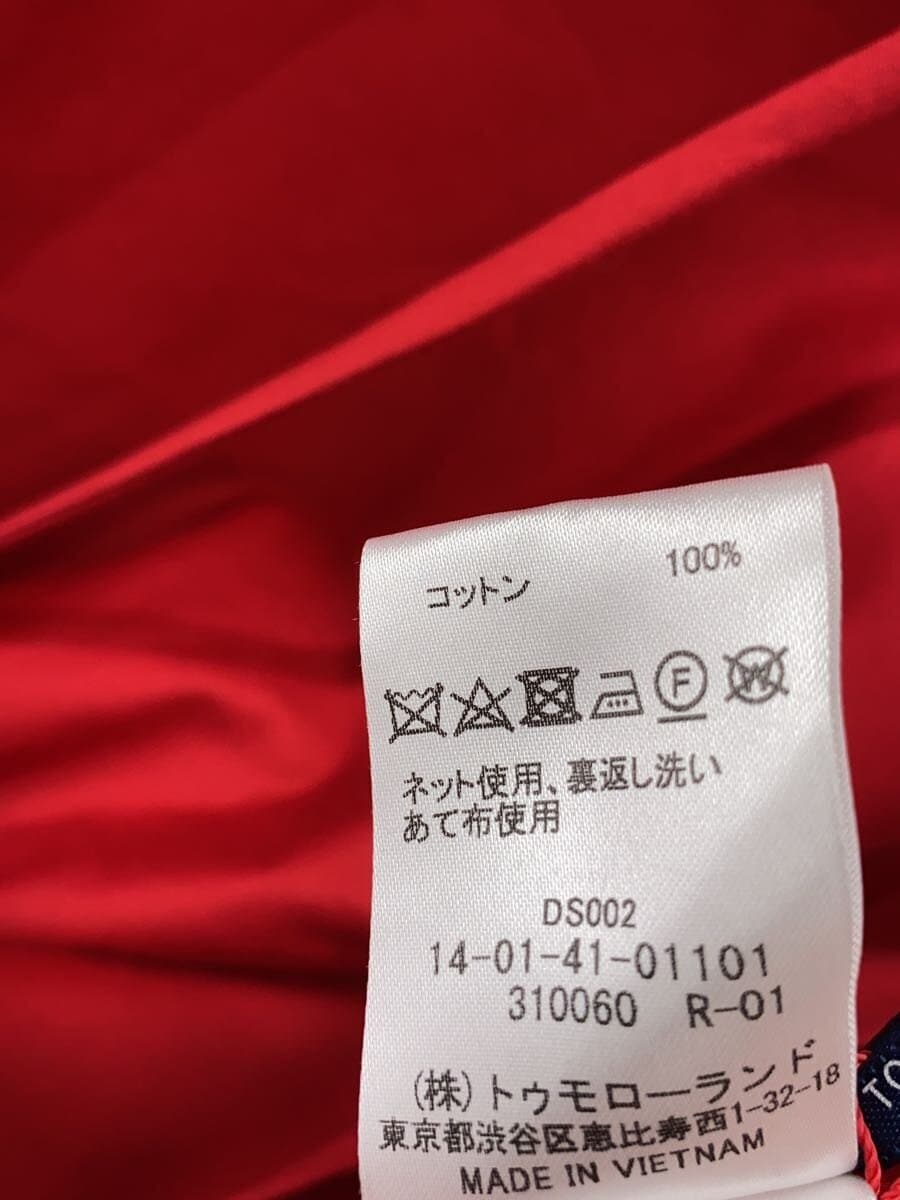 コットン 100%
F W
ネット使用、裏返し洗い
あて布使用
DS002
14-01-41-01101
310060 R-01
(株)トゥモローランド
東京都渋谷区恵比寿西1-32-18
MADE IN VIETNAM
TO